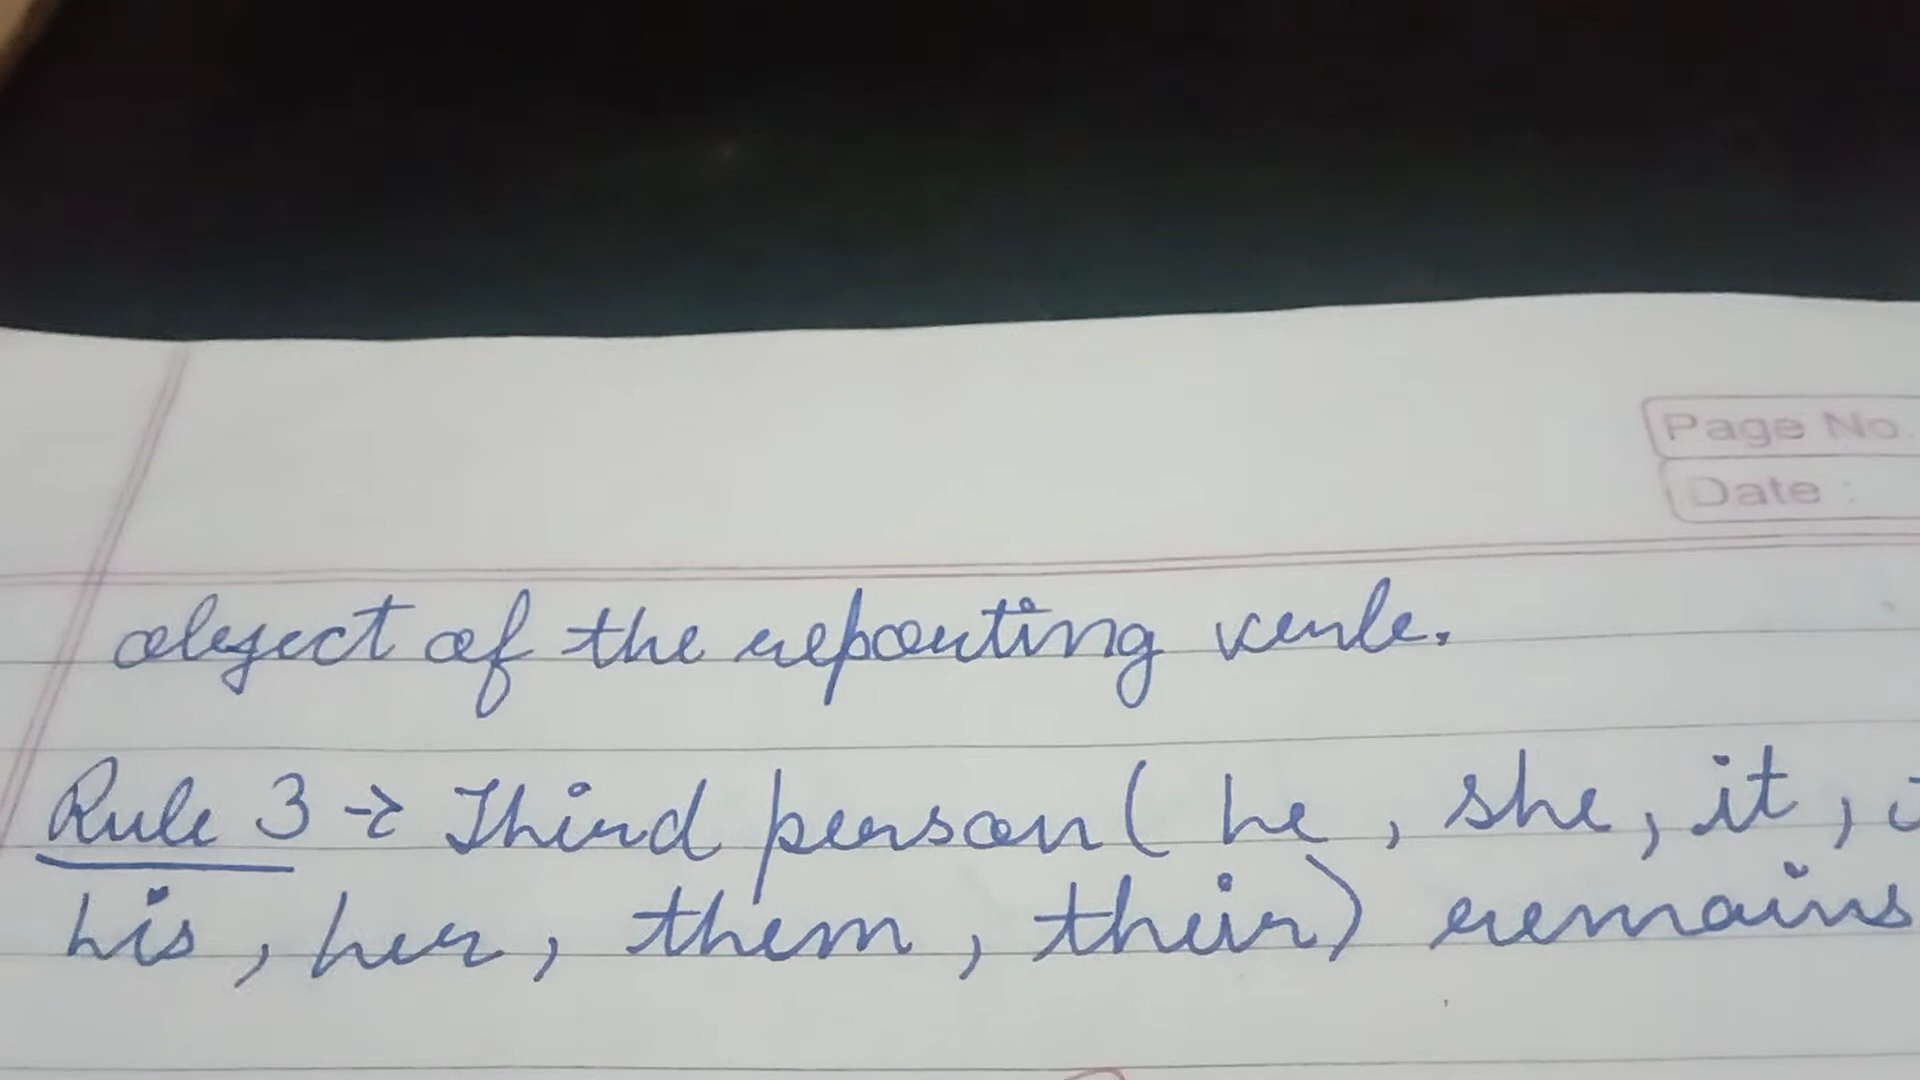 Page No.
Date :
object of the reporting verb.
Rule 3 → Third person ( he , she , it ,
his , her , them , their) remains